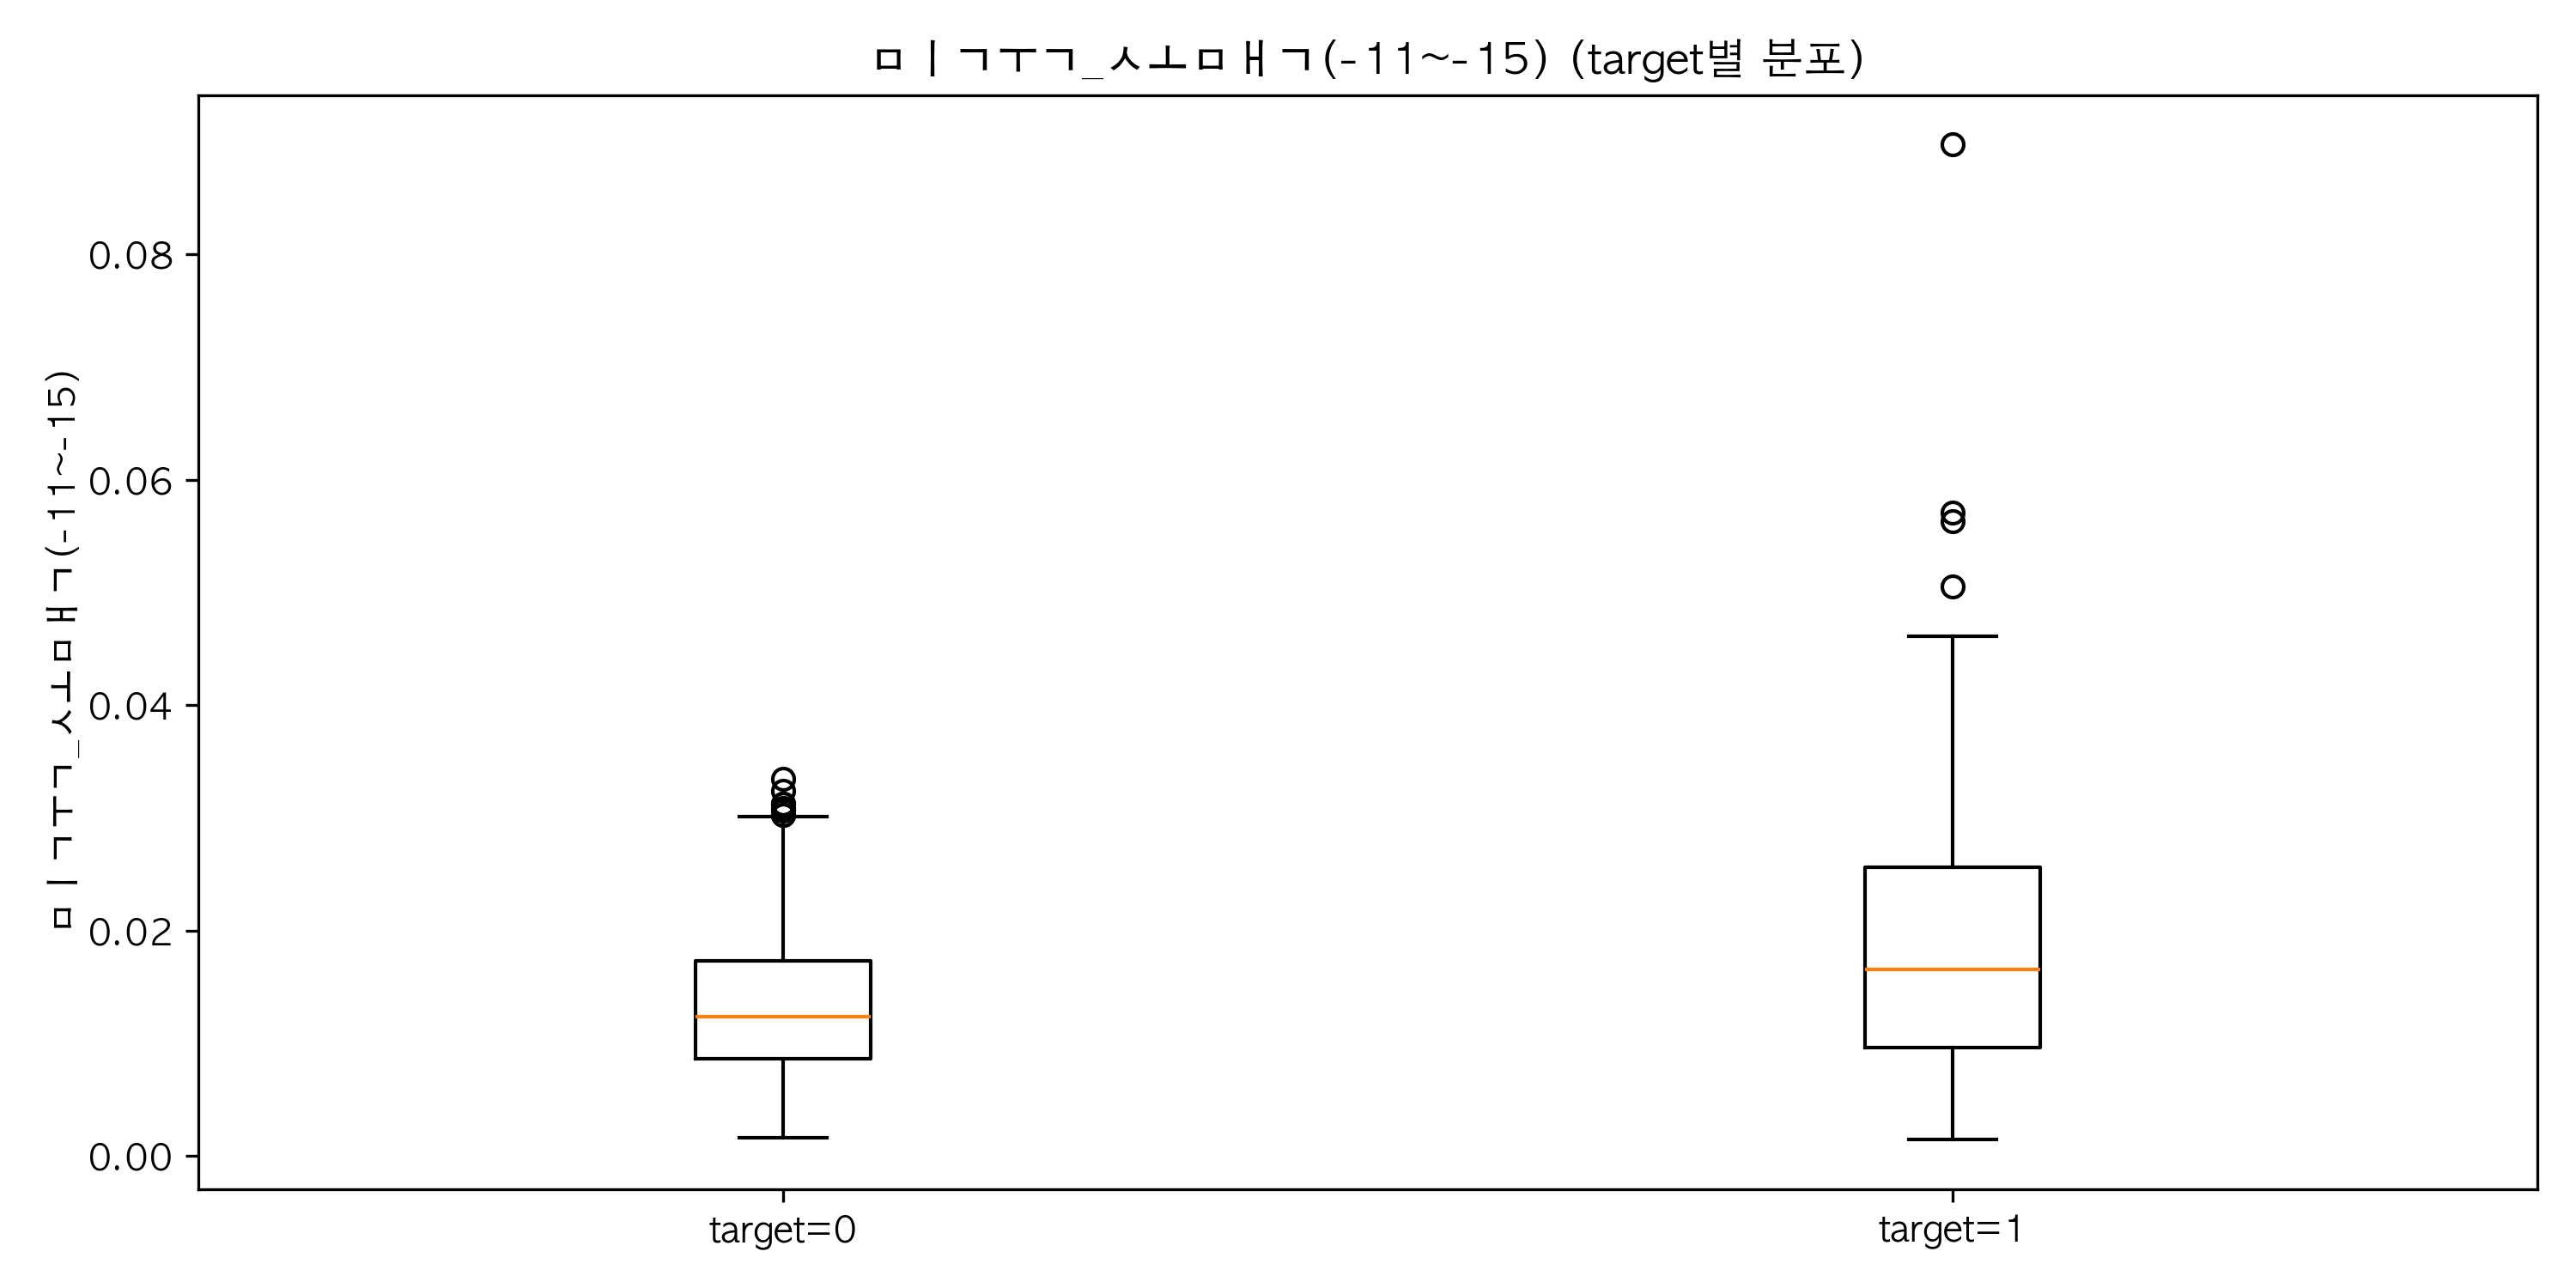 ㅁㅣㄱㅜㄱ_ㅅㅗㅁㅐㄱ(-11~-15) (target별 분포)
ㅁㅣㄱㅜㄱ_ㅅㅗㅁㅐㄱ(-11~-15)
0.08
0.06
0.04
0.02
0.00
target=0
target=1